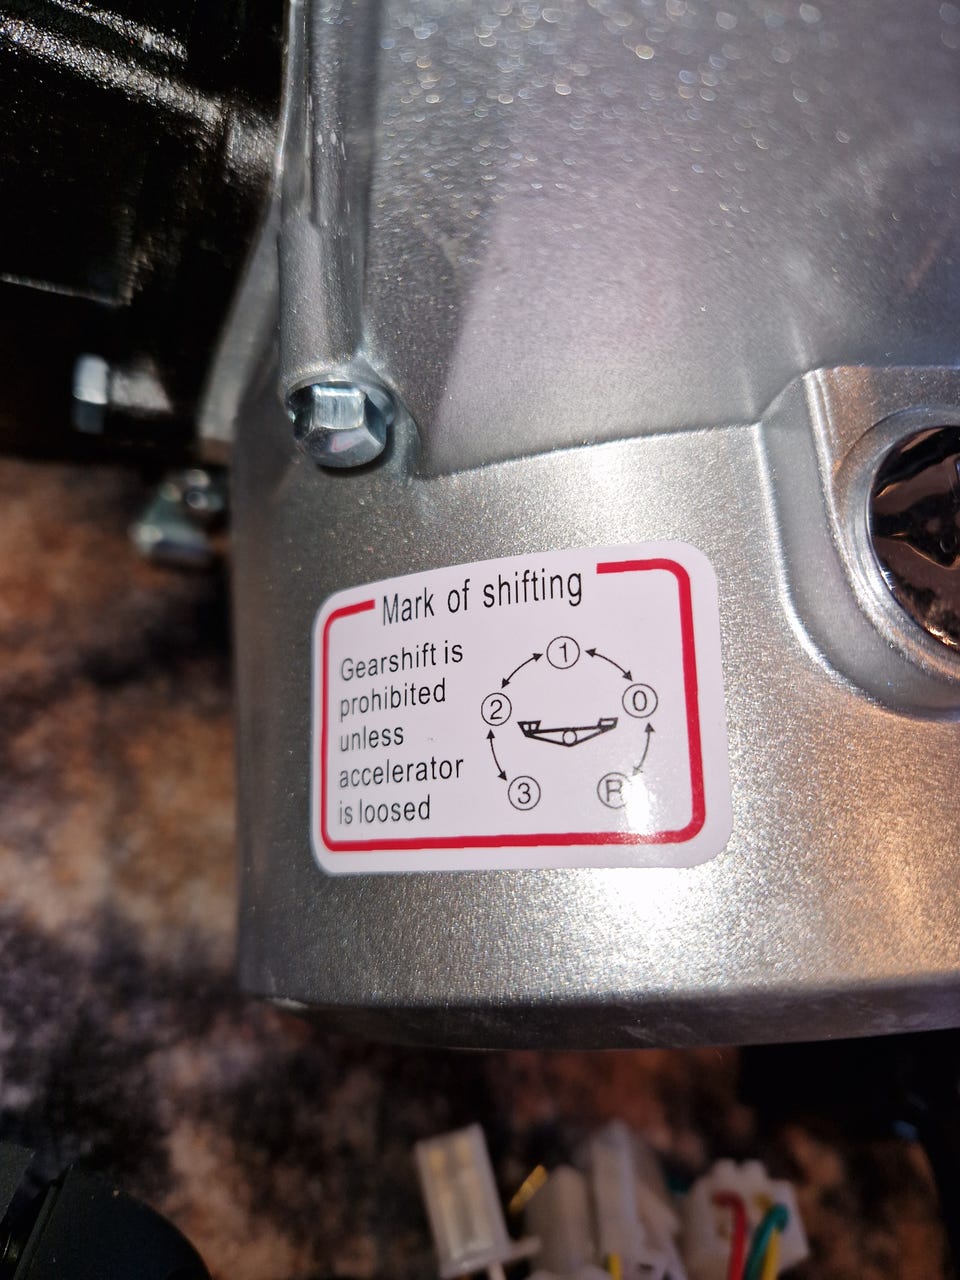 Mark of shifting
Gearshift is
prohibited
unless
accelerator
is loosed
1
2 0
3 R